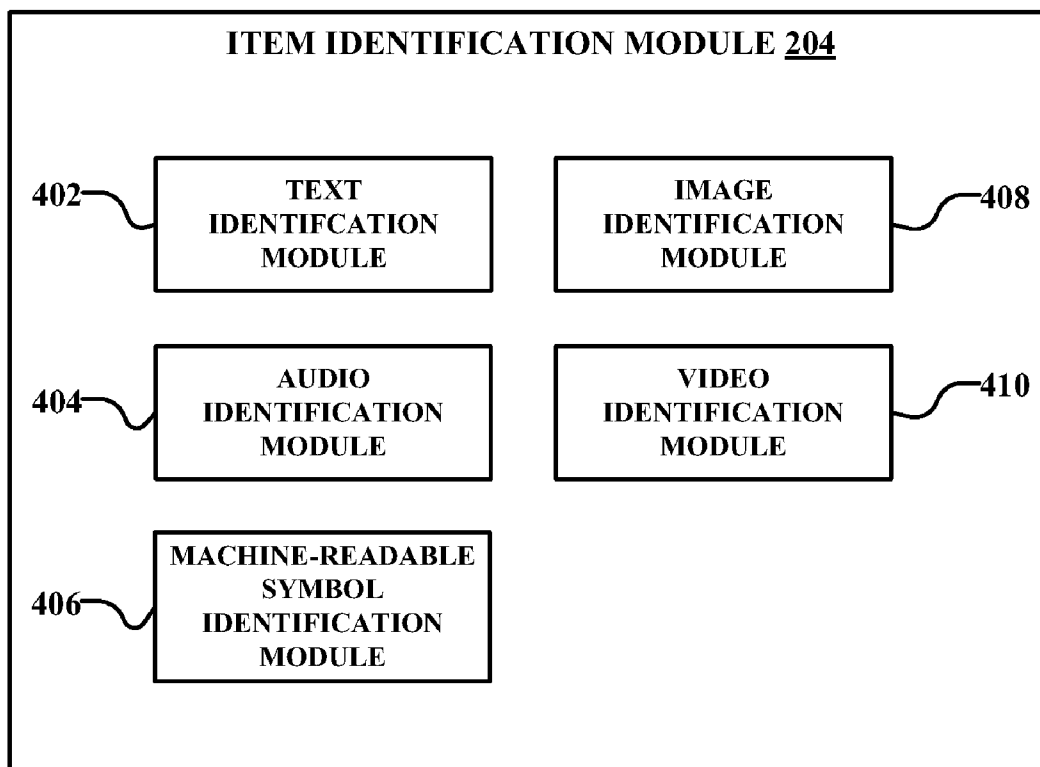 ITEM IDENTIFICATION MODULE 204
402
TEXT
IDENTIFCATION
MODULE
IMAGE
IDENTIFICATION
MODULE
408
404
AUDIO
IDENTIFICATION
MODULE
VIDEO
IDENTIFICATION
MODULE
410
406
MACHINE-READABLE
SYMBOL
IDENTIFICATION
MODULE